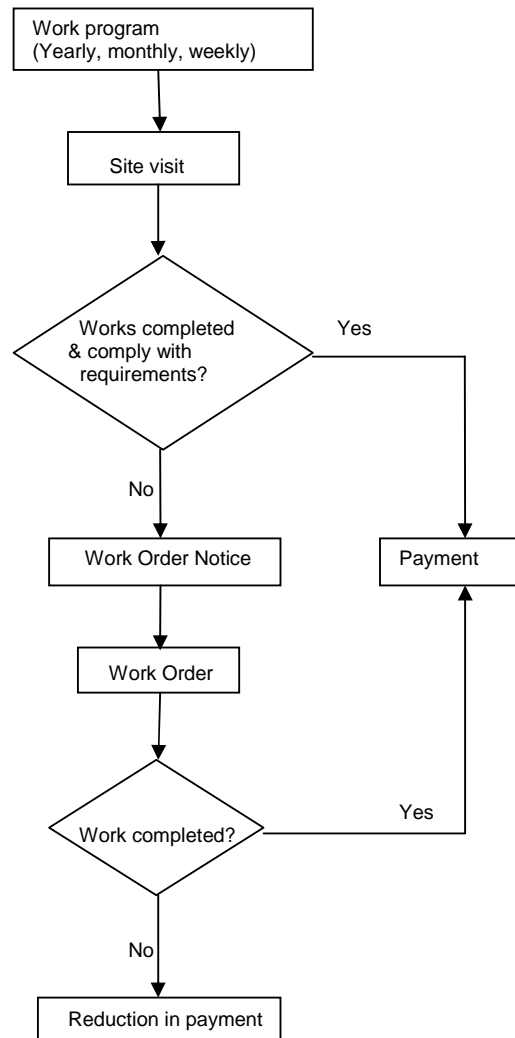 Work program
(Yearly, monthly, weekly)
Site visit
Works completed
& comply with
requirements?
Yes
No
Work Order Notice
Payment
Work Order
Yes
Work completed?
No
Reduction in payment